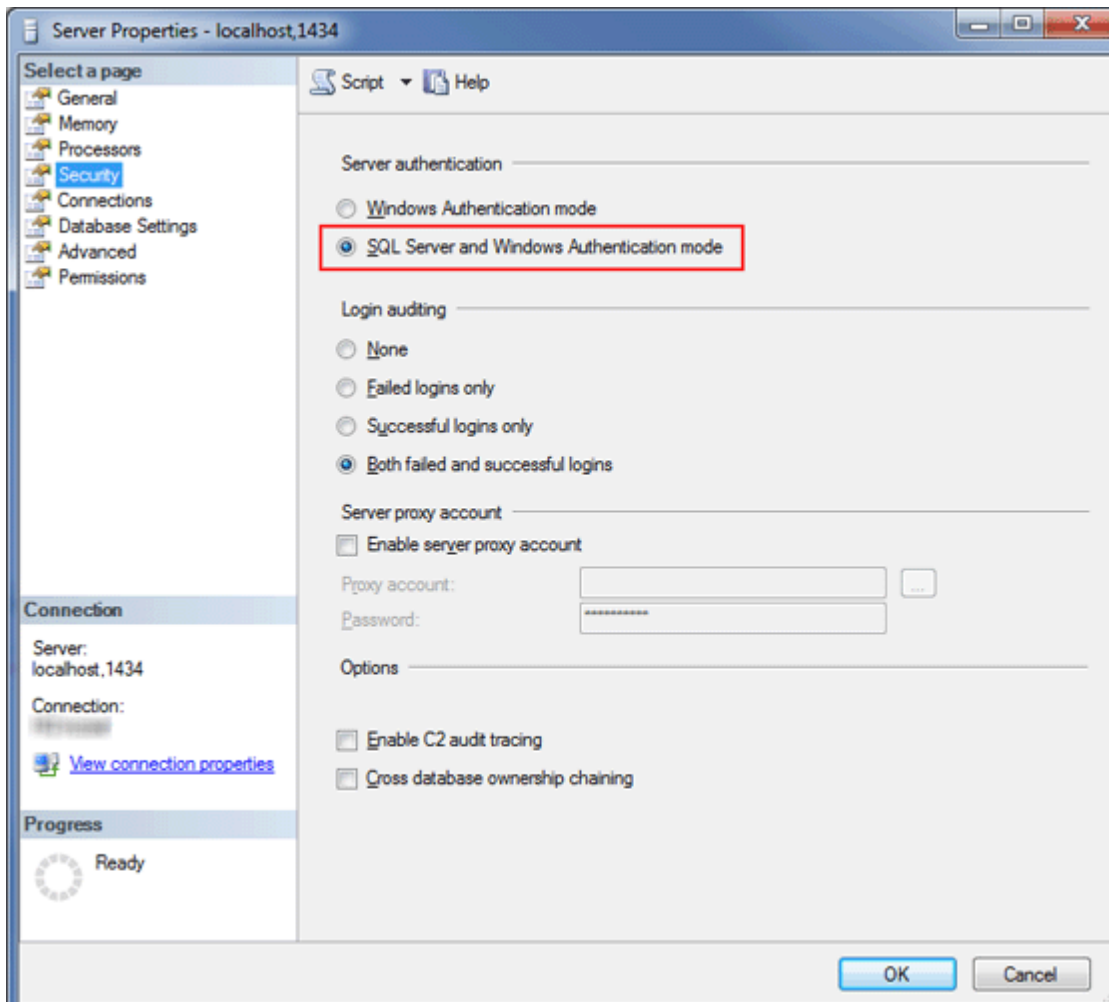 Server Properties - localhost,1434
Select a page
General
Memory
Processors
Security
Connections
Database Settings
Advanced
Permissions
Script
Help
Server authentication
Windows Authentication mode
SQL Server and Windows Authentication mode
Login auditing
None
Failed logins only
Successful logins only
Both failed and successful logins
Server proxy account
Enable server proxy account
Proxy account:
...
Password:
**********
Options
Enable C2 audit tracing
Cross database ownership chaining
Connection
Server:
localhost,1434
Connection:
View connection properties
Progress
Ready
OK
Cancel